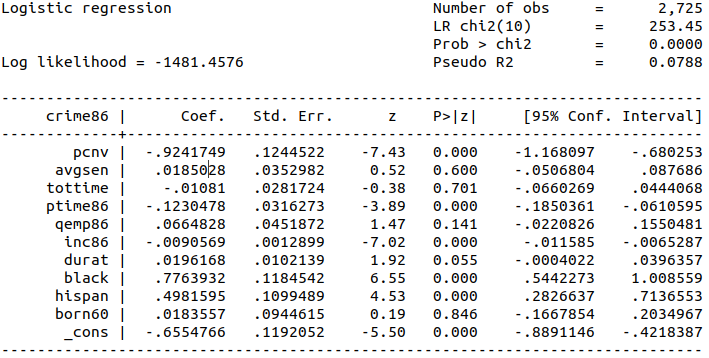 Logistic regression                             Number of obs     =      2,725
                                                LR chi2(10)       =     253.45
                                                Prob > chi2       =     0.0000
Log likelihood = -1481.4576                     Pseudo R2         =     0.0788
------------------------------------------------------------------------------
     crime86 |      Coef.   Std. Err.      z    P>|z|     [95% Conf. Interval]
-------------+----------------------------------------------------------------
        pcnv |  -.9241749   .1244522    -7.43   0.000    -1.168097    -.680253
      avgsen |   .0185028   .0352982     0.52   0.600    -.0506804     .087686
     tottime |    -.01081   .0281724    -0.38   0.701    -.0660269    .0444068
     ptime86 |  -.1230478   .0316273    -3.89   0.000    -.1850361   -.0610595
      qemp86 |   .0664828   .0451872     1.47   0.141    -.0220826    .1550481
       inc86 |  -.0090569   .0012899    -7.02   0.000     -.011585   -.0065287
       durat |   .0196168   .0102139     1.92   0.055    -.0004022    .0396357
       black |   .7763932   .1184542     6.55   0.000     .5442273    1.008559
      hispan |   .4981595   .1099489     4.53   0.000     .2826637    .7136553
      born60 |   .0183557   .0944615     0.19   0.846    -.1667854    .2034967
       _cons |  -.6554766   .1192052    -5.50   0.000    -.8891146   -.4218387
------------------------------------------------------------------------------